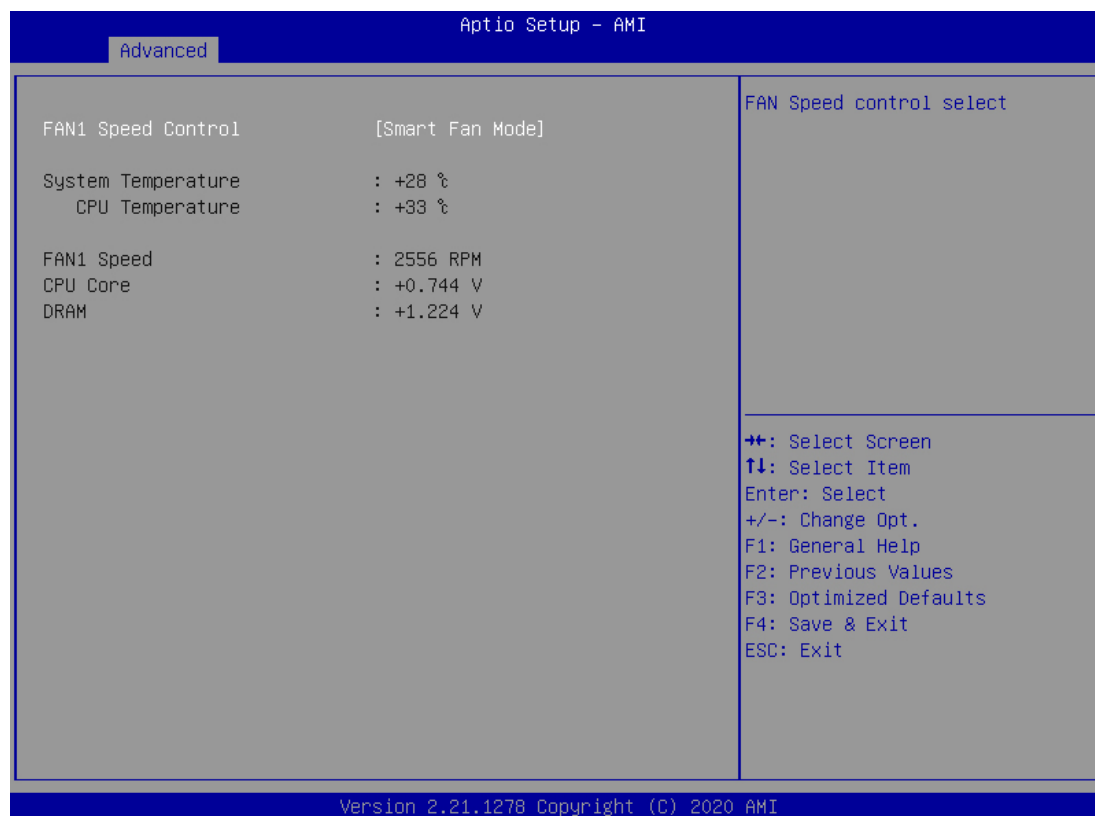 Aptio Setup – AMI
Advanced
FAN1 Speed Control [Smart Fan Mode]
System Temperature : +28 ℃
CPU Temperature : +33 ℃
FAN1 Speed : 2556 RPM
CPU Core : +0.744 V
DRAM : +1.224 V
FAN Speed control select
→←: Select Screen
↑↓: Select Item
Enter: Select
+/-: Change Opt.
F1: General Help
F2: Previous Values
F3: Optimized Defaults
F4: Save & Exit
ESC: Exit
Version 2.21.1278 Copyright (C) 2020 AMI